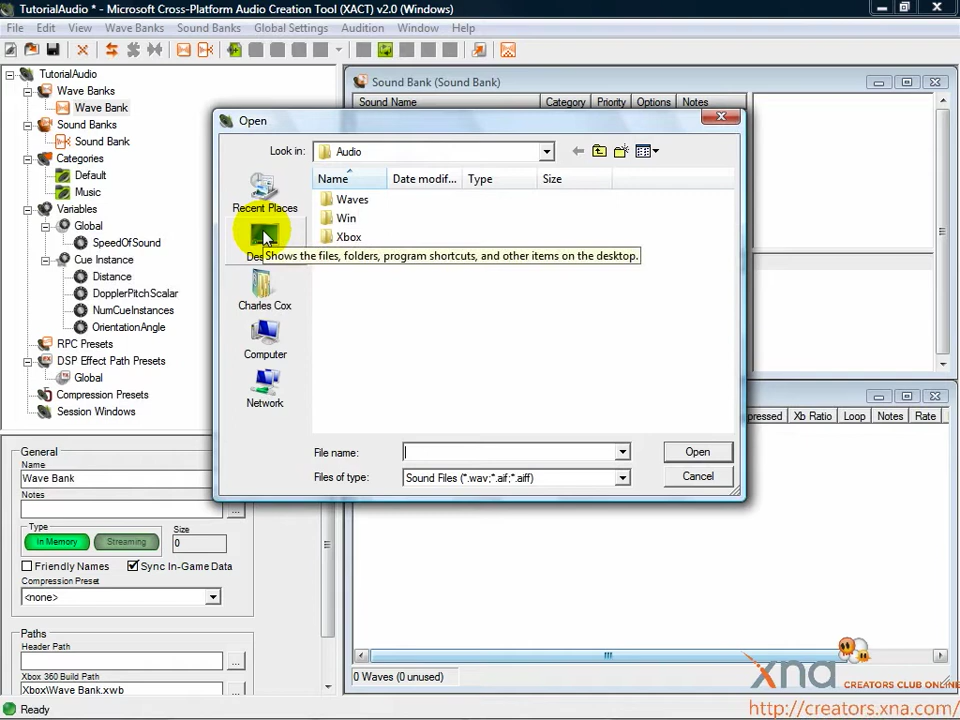 TutorialAudio * - Microsoft Cross-Platform Audio Creation Tool (XACT) v2.0 (Windows)
File Edit View Wave Banks Sound Banks Global Settings Audition Window Help
TutorialAudio
Wave Banks
Wave Bank
Sound Banks
Sound Bank
Categories
Default
Music
Variables
Global
SpeedOfSound
Cue Instance
Distance
DopplerPitchScalar
NumCueInstances
OrientationAngle
RPC Presets
DSP Effect Path Presets
Global
Compression Presets
Session Windows
Sound Bank (Sound Bank)
Sound Name Category Priority Options Notes
Open
Look in: Audio
Name Date modif... Type Size
Recent Places
Waves
Win
Xbox
Shows the files, folders, program shortcuts, and other items on the desktop.
Charles Cox
Computer
Network
File name: Open
Files of type: Sound Files (*.wav;*.aif;*.aiff) Cancel
Xb Ratio Loop Notes Rate
General
Name
Wave Bank
Notes
...
Type Size
In Memory Streaming 0
Friendly Names Sync In-Game Data
Compression Preset
<none>
Paths
Header Path
...
Xbox 360 Build Path
Xbox\Wave Bank.xwb ...
0 Waves (0 unused)
Ready
xna CREATORS CLUB ONLINE
http://creators.xna.com/